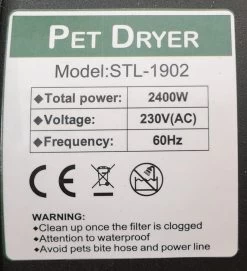 PET DRYER
Model:STL-1902
◆Total power: 2400W
◆Voltage: 230V(AC)
◆Frequency: 60Hz
CE
WARNING:
◆Clean up once the filter is clogged
◆Attention to waterproof
◆Avoid pets bite hose and power line